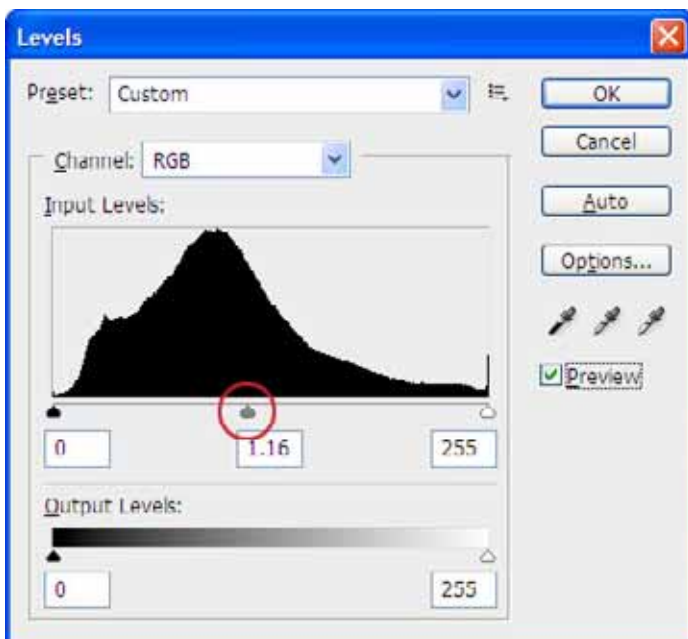 Levels
Preset: Custom
OK
Cancel
Channel: RGB
Auto
Input Levels:
Options...
Preview
0 1.16 255
Output Levels:
0 255